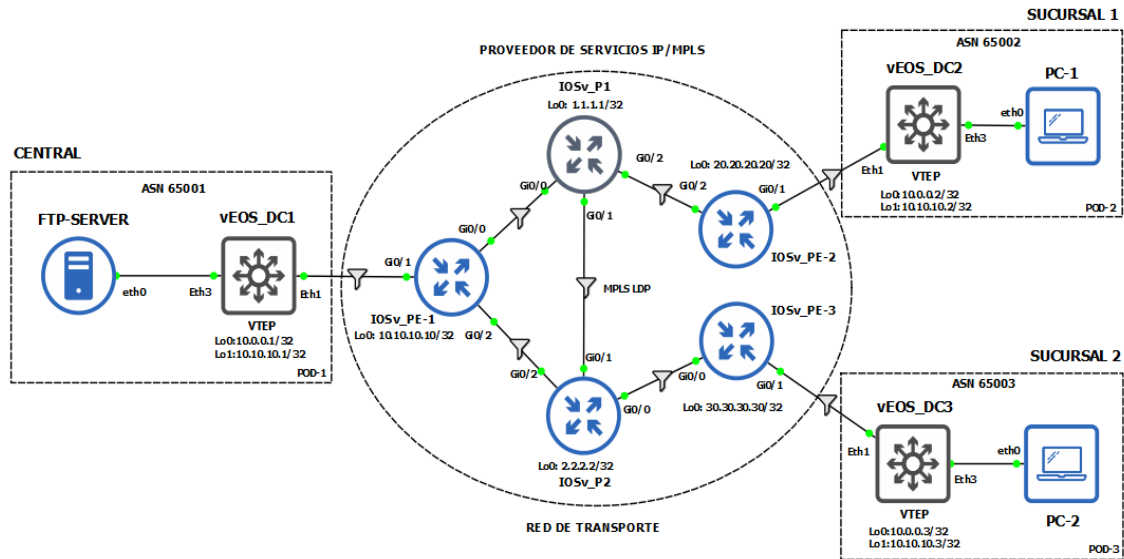 SUCURSAL 1
PROVEEDOR DE SERVICIOS IP/MPLS
ASN 65002
vEOS_DC2
PC-1
eth0
Eth3
Eth1
VTEP
Lo0:10.0.0.2/32
Lo1:10.10.10.2/32
POD-2
IOSv_P1
Lo0: 1.1.1.1/32
Gi0/2
Gi0/0
Gi0/1
Lo0: 20.20.20.20/32
Gi0/2
Gi0/1
IOSv_PE-2
CENTRAL
ASN 65001
FTP-SERVER
vEOS_DC1
eth0
Eth3
Eth1
VTEP
Lo0:10.0.0.1/32
Lo1:10.10.10.1/32
POD-1
Gi0/0
Gi0/1
IOSv_PE-1
Lo0: 10.10.10.10/32
Gi0/2
MPLS LDP
IOSv_PE-3
Gi0/0
Gi0/1
Lo0: 30.30.30.30/32
Gi0/1
Gi0/2
Gi0/0
Lo0: 2.2.2.2/32
IOSv_P2
RED DE TRANSPORTE
SUCURSAL 2
ASN 65003
vEOS_DC3
Eth1
eth0
Eth3
VTEP
Lo0:10.0.0.3/32
Lo1:10.10.10.3/32
PC-2
POD-3